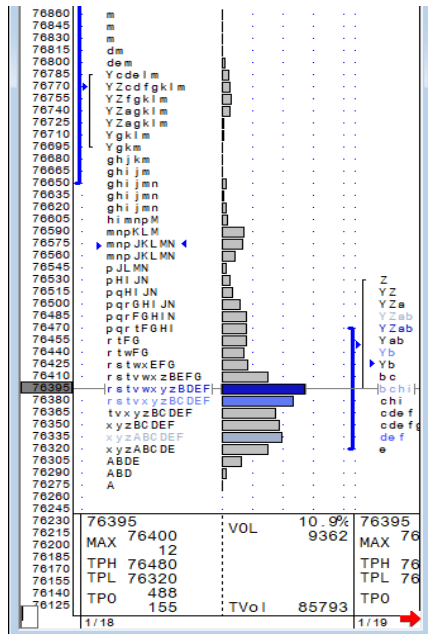 76860 m
76845 m
76830 m
76815 dm
76800 dem
76785 Ycdelm
76770 YZcdfgklm
76755 YZfgklm
76740 YZagklm
76725 YZagklm
76710 Ygklm
76695 Ygkm
76680 ghjkm
76665 ghijm
76650 ghijmn
76635 ghijmn
76620 ghijmn
76605 himnpM
76590 mnpKLM
76575 mnpJKLMN
76560 mnpJKLMN
76545 pJLMN
76530 pHIJN Z
76515 pqHIJN YZ
76500 pqrGHIJN YZa
76485 pqrFGHIN YZab
76470 pqrtFGHI YZab
76455 rtFG Yab
76440 rtwFG Yb
76425 rstwxEFG Yb
76410 rstvwxzBEFG bc
76395 rstvwxyzBDEF bchi
76380 rstvxyzBCDEF chi
76365 tvxyzBCDEF cdef
76350 xyzBCDEF cdefg
76335 xyzABCDEF def
76320 xyzABCDE e
76305 ABDE
76290 ABD
76275 A
76260
76245
76230
76215
76200
76185
76170
76155
76140
76125
76395 VOL 10.9% 76395
9362
MAX 76400 MAX 76
12
TPH 76480 TPH 76
TPL 76320 TPL 76
TPO 488 TPO
155 TVol 85793
1/18 1/19